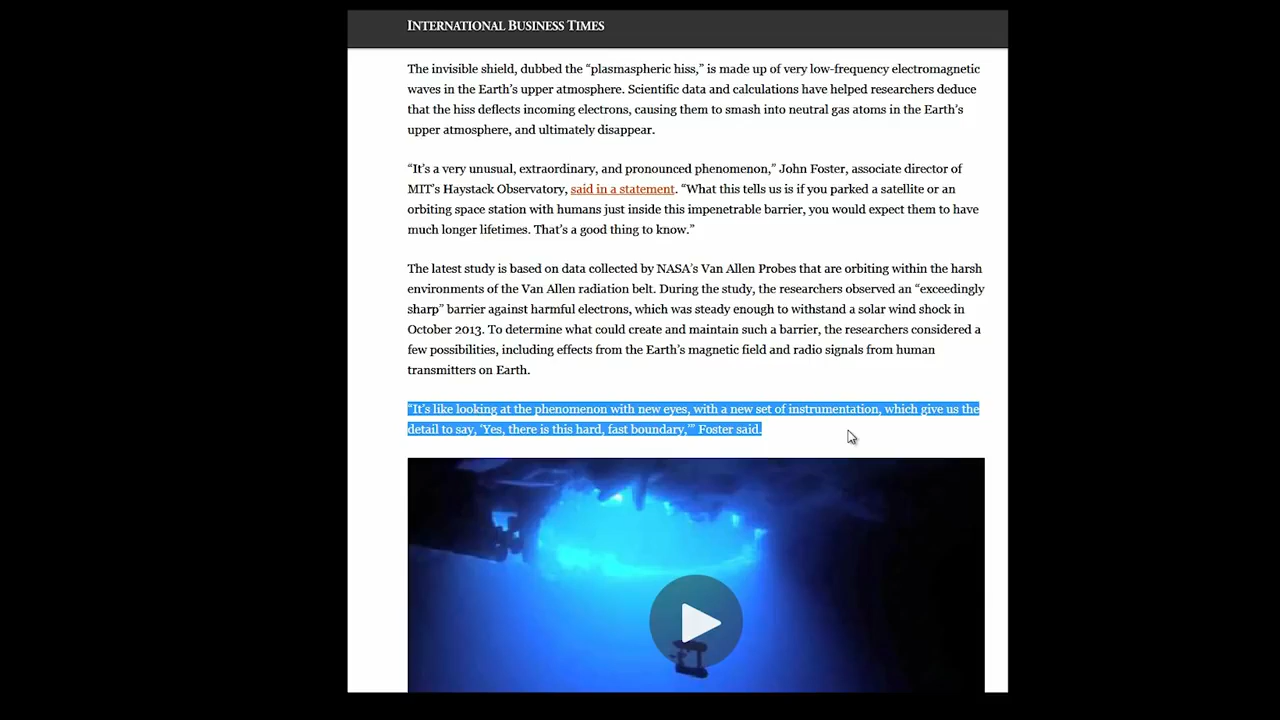 INTERNATIONAL BUSINESS TIMES
The invisible shield, dubbed the “plasmaspheric hiss,” is made up of very low-frequency electromagnetic
waves in the Earth’s upper atmosphere. Scientific data and calculations have helped researchers deduce
that the hiss deflects incoming electrons, causing them to smash into neutral gas atoms in the Earth’s
upper atmosphere, and ultimately disappear.
“It’s a very unusual, extraordinary, and pronounced phenomenon,” John Foster, associate director of
MIT’s Haystack Observatory, said in a statement. “What this tells us is if you parked a satellite or an
orbiting space station with humans just inside this impenetrable barrier, you would expect them to have
much longer lifetimes. That’s a good thing to know.”
The latest study is based on data collected by NASA’s Van Allen Probes that are orbiting within the harsh
environments of the Van Allen radiation belt. During the study, the researchers observed an “exceedingly
sharp” barrier against harmful electrons, which was steady enough to withstand a solar wind shock in
October 2013. To determine what could create and maintain such a barrier, the researchers considered a
few possibilities, including effects from the Earth’s magnetic field and radio signals from human
transmitters on Earth.
“It’s like looking at the phenomenon with new eyes, with a new set of instrumentation, which give us the
detail to say, ‘Yes, there is this hard, fast boundary,’” Foster said.